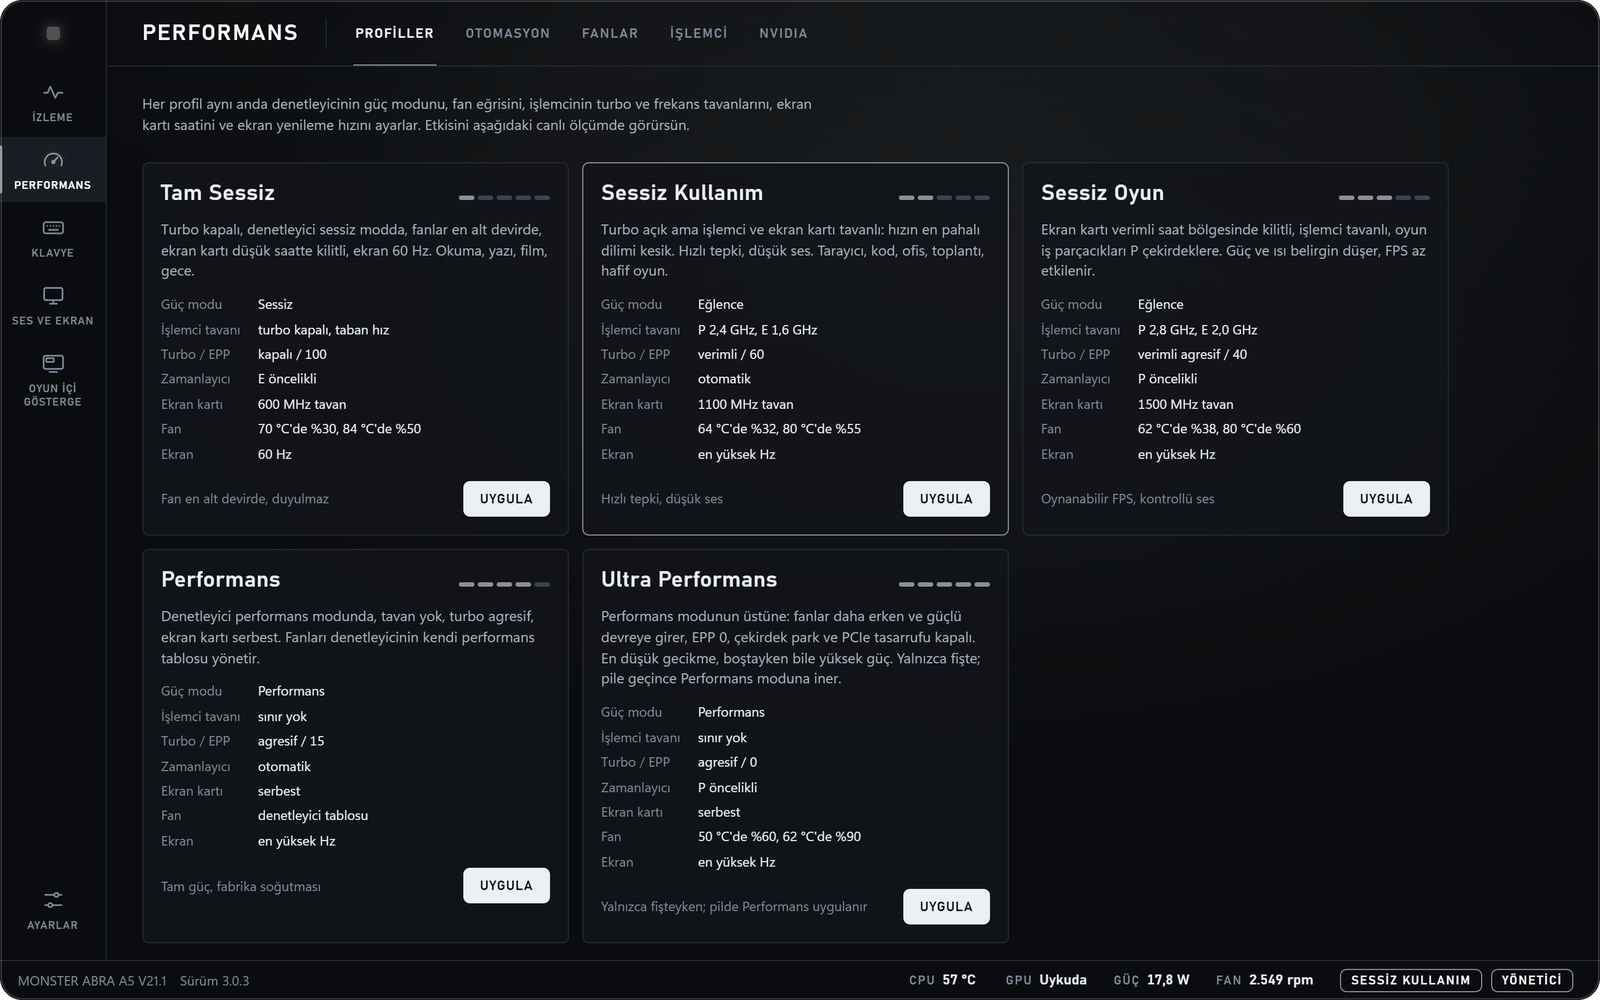 PERFORMANS
PROFİLLER
OTOMASYON
FANLAR
İŞLEMCİ
NVIDIA
İZLEME
PERFORMANS
KLAVYE
SES VE EKRAN
OYUN İÇİ
GÖSTERGE
AYARLAR
Her profil aynı anda denetleyicinin güç modunu, fan eğrisini, işlemcinin turbo ve frekans tavanlarını, ekran
kartı saatini ve ekran yenileme hızını ayarlar. Etkisini aşağıdaki canlı ölçümde görürsün.
Tam Sessiz
Turbo kapalı, denetleyici sessiz modda, fanlar en alt devirde,
ekran kartı düşük saatte kilitli, ekran 60 Hz. Okuma, yazı, film,
gece.
Güç modu Sessiz
İşlemci tavanı turbo kapalı, taban hız
Turbo / EPP kapalı / 100
Zamanlayıcı E öncelikli
Ekran kartı 600 MHz tavan
Fan 70 °C'de %30, 84 °C'de %50
Ekran 60 Hz
Fan en alt devirde, duyulmaz
UYGULA
Sessiz Kullanım
Turbo açık ama işlemci ve ekran kartı tavanlı: hızın en pahalı
dilimi kesik. Hızlı tepki, düşük ses. Tarayıcı, kod, ofis, toplantı,
hafif oyun.
Güç modu Eğlence
İşlemci tavanı P 2,4 GHz, E 1,6 GHz
Turbo / EPP verimli / 60
Zamanlayıcı otomatik
Ekran kartı 1100 MHz tavan
Fan 64 °C'de %32, 80 °C'de %55
Ekran en yüksek Hz
Hızlı tepki, düşük ses
UYGULA
Sessiz Oyun
Ekran kartı verimli saat bölgesinde kilitli, işlemci tavanlı, oyun
iş parçacıkları P çekirdeklere. Güç ve ısı belirgin düşer, FPS az
etkilenir.
Güç modu Eğlence
İşlemci tavanı P 2,8 GHz, E 2,0 GHz
Turbo / EPP verimli agresif / 40
Zamanlayıcı P öncelikli
Ekran kartı 1500 MHz tavan
Fan 62 °C'de %38, 80 °C'de %60
Ekran en yüksek Hz
Oynanabilir FPS, kontrollü ses
UYGULA
Performans
Denetleyici performans modunda, tavan yok, turbo agresif,
ekran kartı serbest. Fanları denetleyicinin kendi performans
tablosu yönetir.
Güç modu Performans
İşlemci tavanı sınır yok
Turbo / EPP agresif / 15
Zamanlayıcı otomatik
Ekran kartı serbest
Fan denetleyici tablosu
Ekran en yüksek Hz
Tam güç, fabrika soğutması
UYGULA
Ultra Performans
Performans modunun üstüne: fanlar daha erken ve güçlü
devreye girer, EPP 0, çekirdek park ve PCIe tasarrufu kapalı.
En düşük gecikme, boştayken bile yüksek güç. Yalnızca fişte;
pile geçince Performans moduna iner.
Güç modu Performans
İşlemci tavanı sınır yok
Turbo / EPP agresif / 0
Zamanlayıcı P öncelikli
Ekran kartı serbest
Fan 50 °C'de %60, 62 °C'de %90
Ekran en yüksek Hz
Yalnızca fişteyken; pilde Performans uygulanır
UYGULA
MONSTER ABRA A5 V21.1 Sürüm 3.0.3
CPU 57 °C
GPU Uykuda
GÜÇ 17,8 W
FAN 2.549 rpm
SESSİZ KULLANIM
YÖNETİCİ